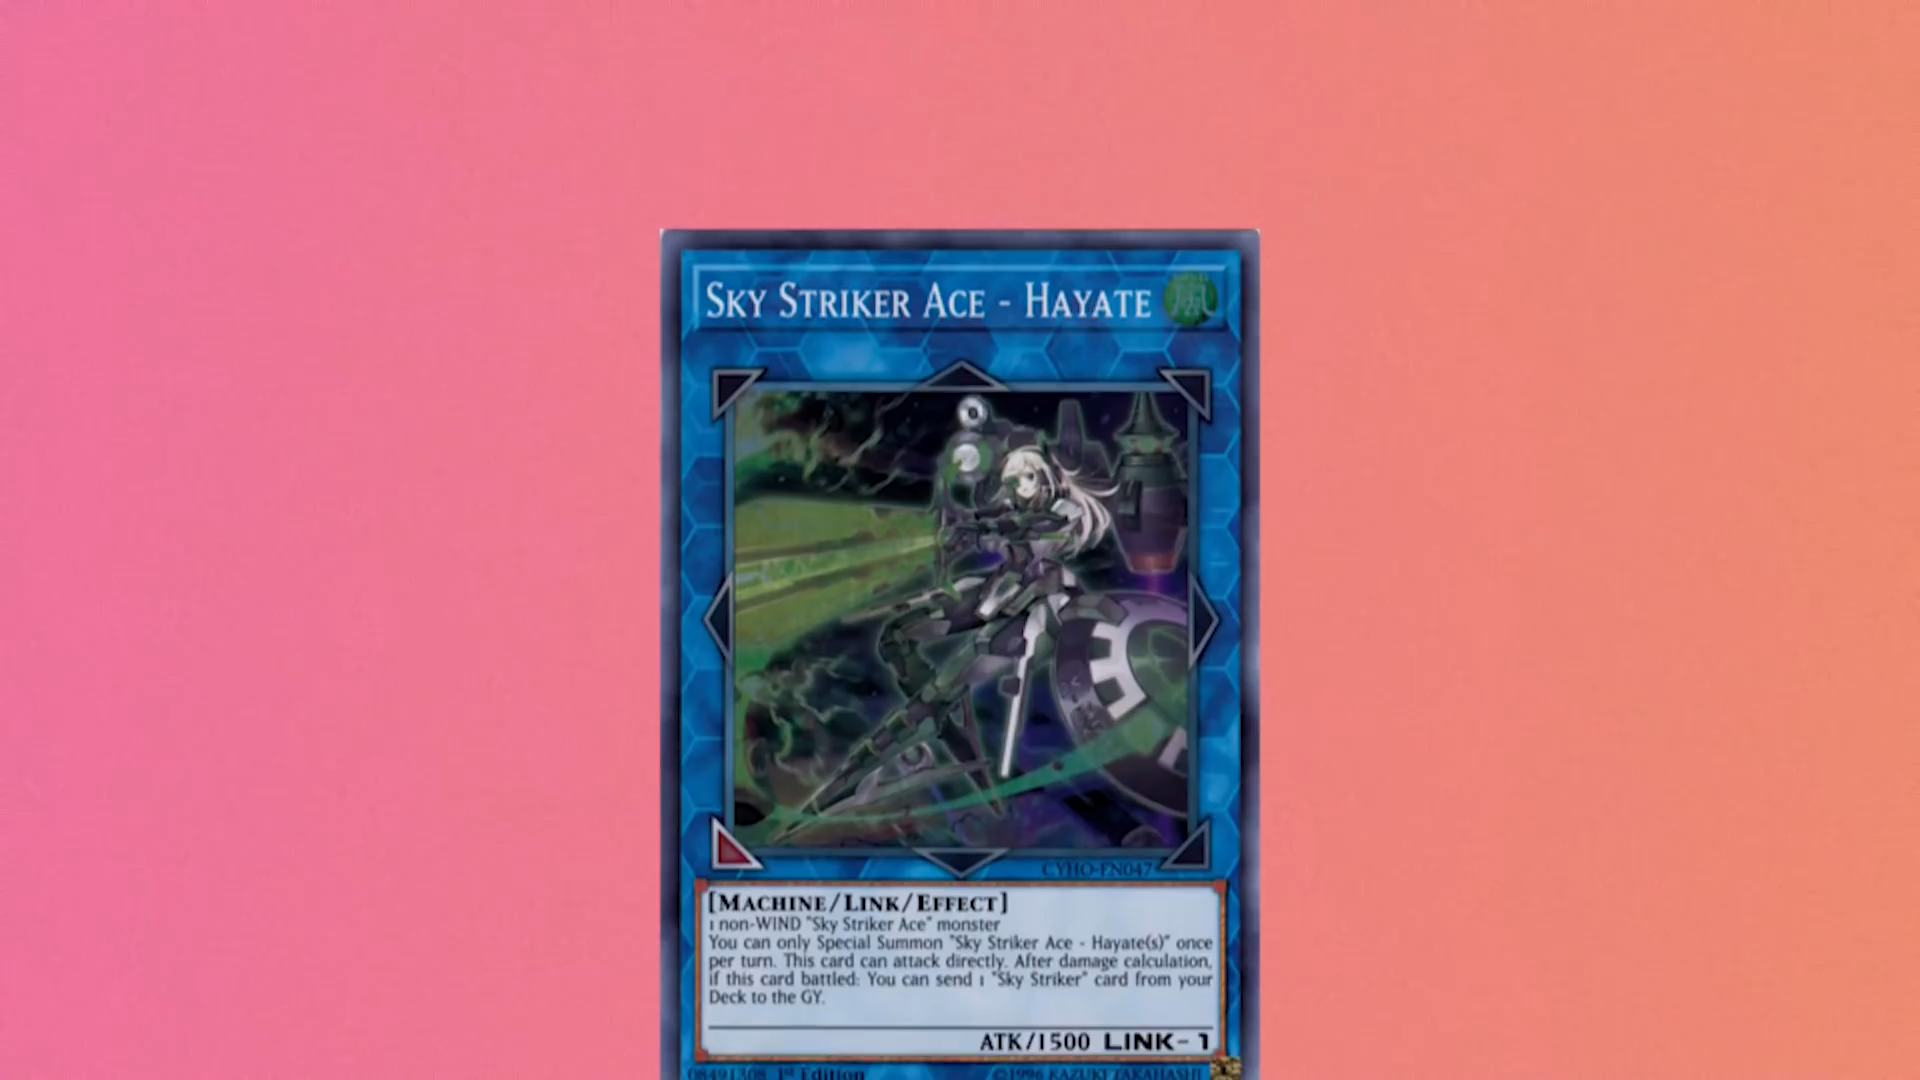 SKY STRIKER ACE - HAYATE
風
CYHO-EN047
[MACHINE/LINK/EFFECT]
1 non-WIND "Sky Striker Ace" monster
You can only Special Summon "Sky Striker Ace - Hayate(s)" once
per turn. This card can attack directly. After damage calculation,
if this card battled: You can send 1 "Sky Striker" card from your
Deck to the GY.
ATK/1500 LINK-1
08491308 1st Edition ©1996 KAZUKI TAKAHASHI